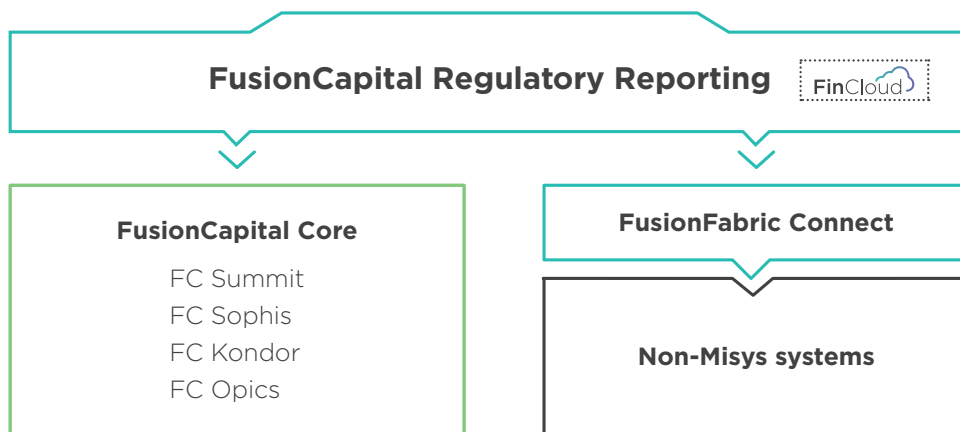 FusionCapital Regulatory Reporting
FinCloud
FusionCapital Core
FC Summit
FC Sophis
FC Kondor
FC Opics
FusionFabric Connect
Non-Misys systems